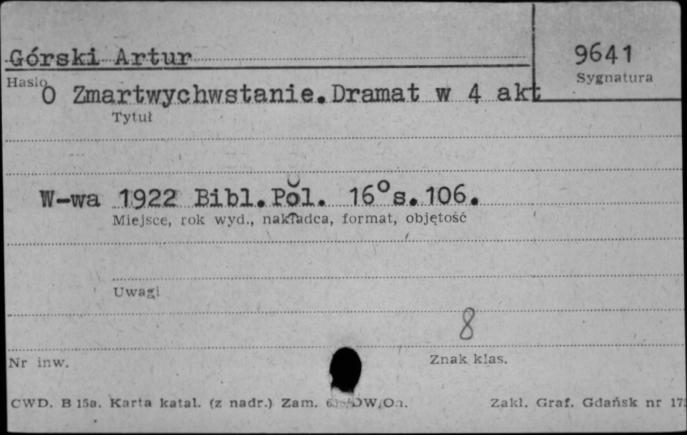 Górski Artur
9641
Hasło
Sygnatura
O Zmartwychwstanie. Dramat w 4 akt
Tytuł
W-wa 1922 Bibl. Pol. 16° s. 106.
Miejsce, rok wyd., nakładca, format, objętość
Uwagi
8
Nr inw.
Znak klas.
CWD. B 15a. Karta katal. (z nadr.) Zam.
Zakł. Graf. Gdańsk nr